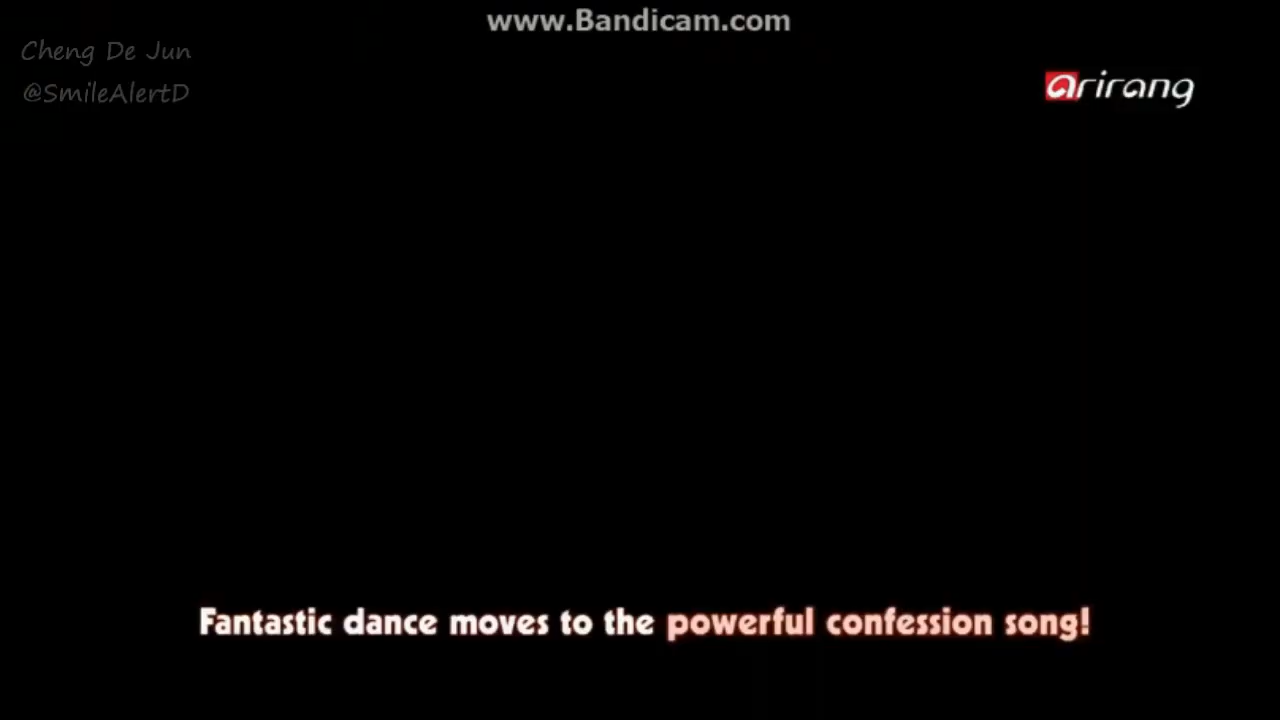 www.Bandicam.com
Cheng De Jun
@SmileAlertD
arirang
Fantastic dance moves to the powerful confession song!